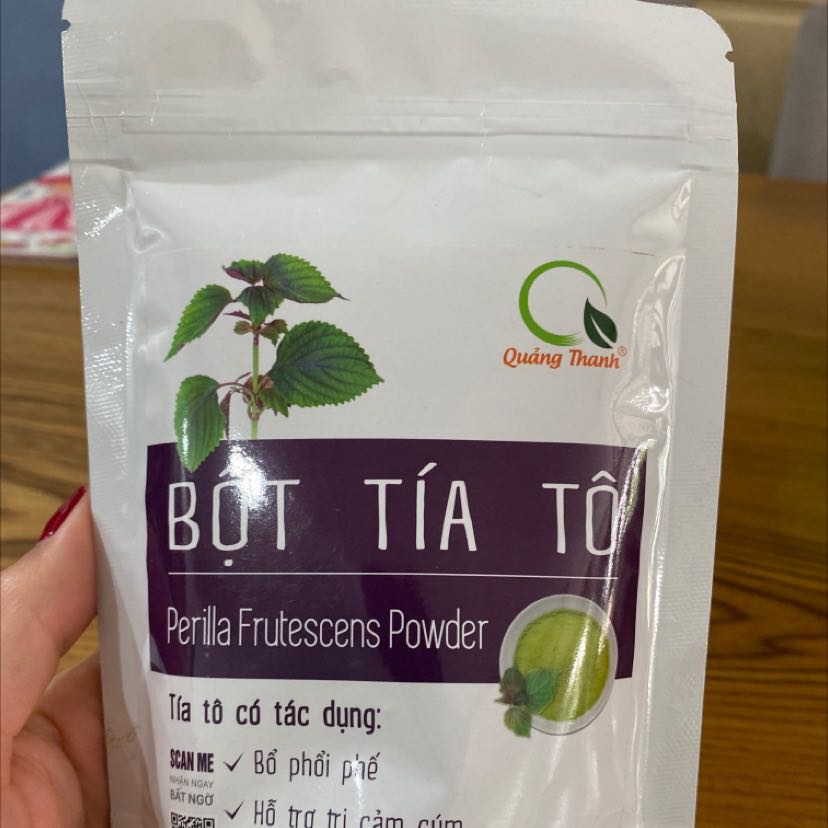 Quảng Thanh®
BỘT TÍA TÔ
Perilla Frutescens Powder
Tía tô có tác dụng:
SCAN ME
NHẬN NGAY
BẤT NGỜ
✓ Bổ phổi phế
✓ Hỗ trợ trị cảm cúm